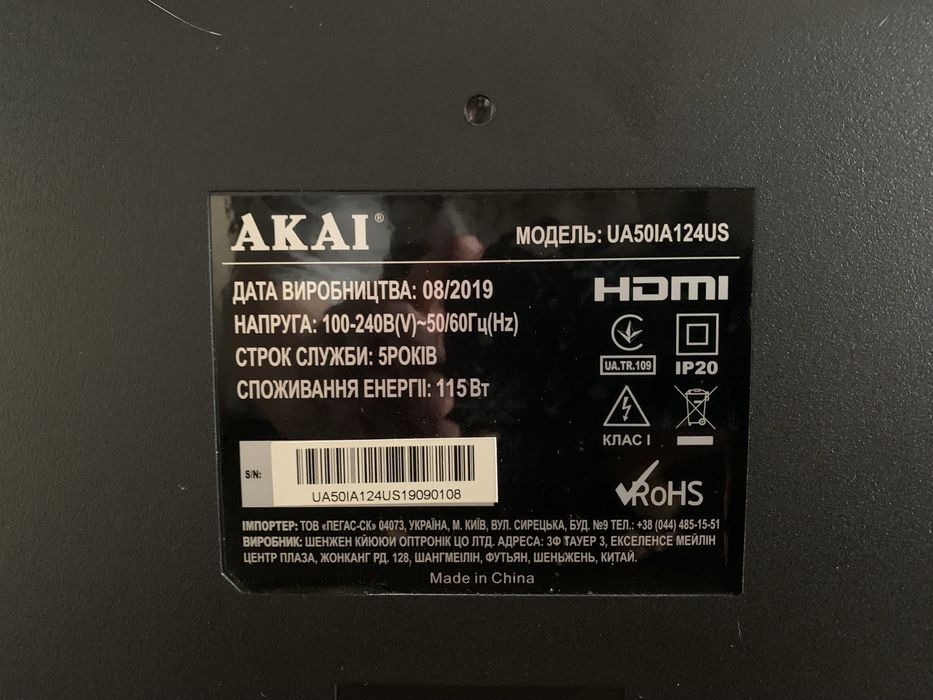 AKAI®
МОДЕЛЬ: UA50IA124US
ДАТА ВИРОБНИЦТВА: 08/2019
НАПРУГА: 100-240В(V)~50/60Гц(Hz)
СТРОК СЛУЖБИ: 5РОКІВ
СПОЖИВАННЯ ЕНЕРГІІ: 115 Вт
HDMI
UA.TR.109
IP20
КЛАС I
S/N:
UA50IA124US19090108
RoHS
ІМПОРТЕР: ТОВ «ПЕГАС-СК» 04073, УКРАЇНА, М. КИЇВ, ВУЛ. СИРЕЦЬКА, БУД. №9 ТЕЛ.: +38 (044) 485-15-51
ВИРОБНИК: ШЕНЖЕН КЙЮЮИ ОПТРОНІК ЦО ЛТД. АДРЕСА: 3Ф ТАУЕР 3, ЕКСЕЛЕНСЕ МЕЙЛІН
ЦЕНТР ПЛАЗА, ЖОНКАНГ РД. 128, ШАНГМЕІЛІН, ФУТЬЯН, ШЕНЬЖЕНЬ, КИТАЙ.
Made in China